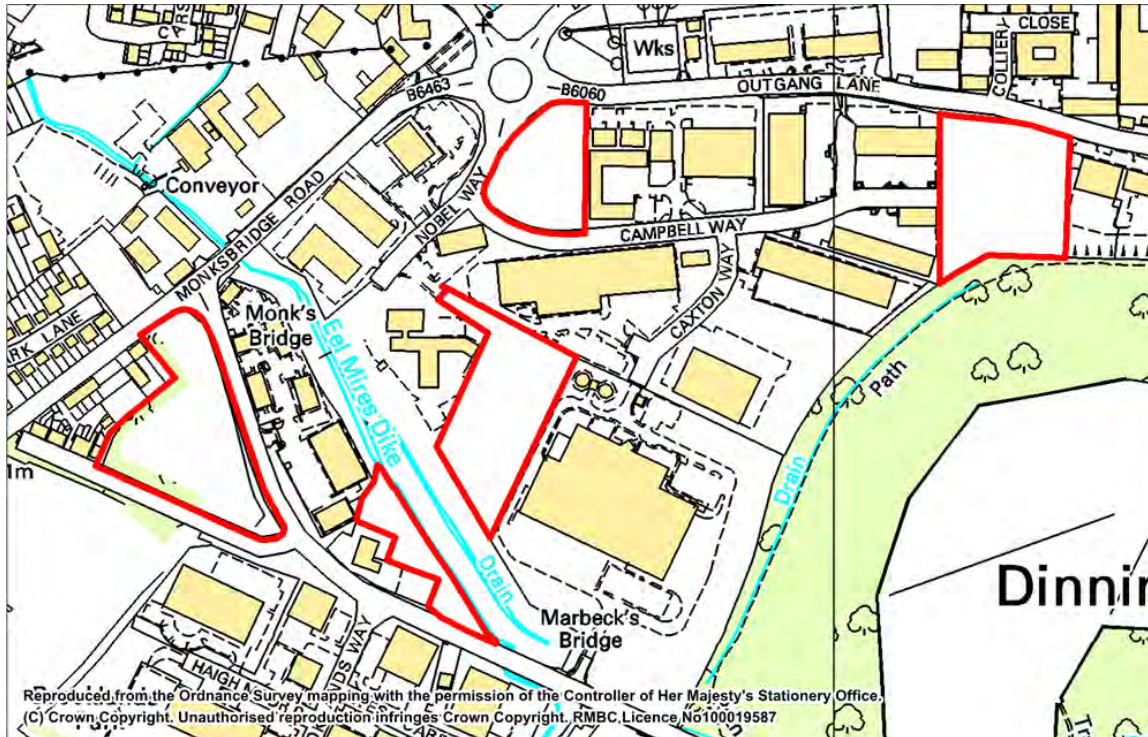 CLOSE
COLLIERY
Wks
OUTGANG LANE
B6463
B6060
Conveyor
MONKSBRIDGE ROAD
NOBEL WAY
CAMPBELL WAY
CAXTON WAY
Monk's
Bridge
LANE
Eel Mires Dike
Path
Drain
Drain
Marbeck's
Bridge
HAIGH
WAY
Reproduced from the Ordnance Survey mapping with the permission of the Controller of Her Majesty's Stationery Office.
(C) Crown Copyright. Unauthorised reproduction infringes Crown Copyright. RMBC Licence No100019587